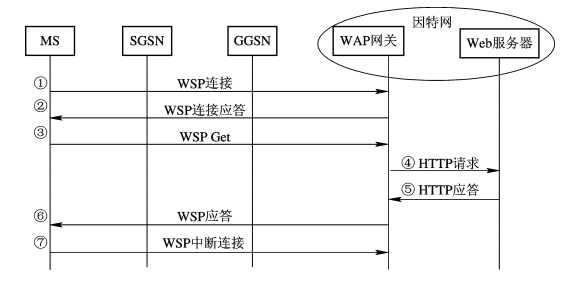 因特网
MS
SGSN
GGSN
WAP网关
Web服务器
① WSP连接
② WSP连接应答
③ WSP Get
④ HTTP请求
⑤ HTTP应答
⑥ WSP应答
⑦ WSP中断连接